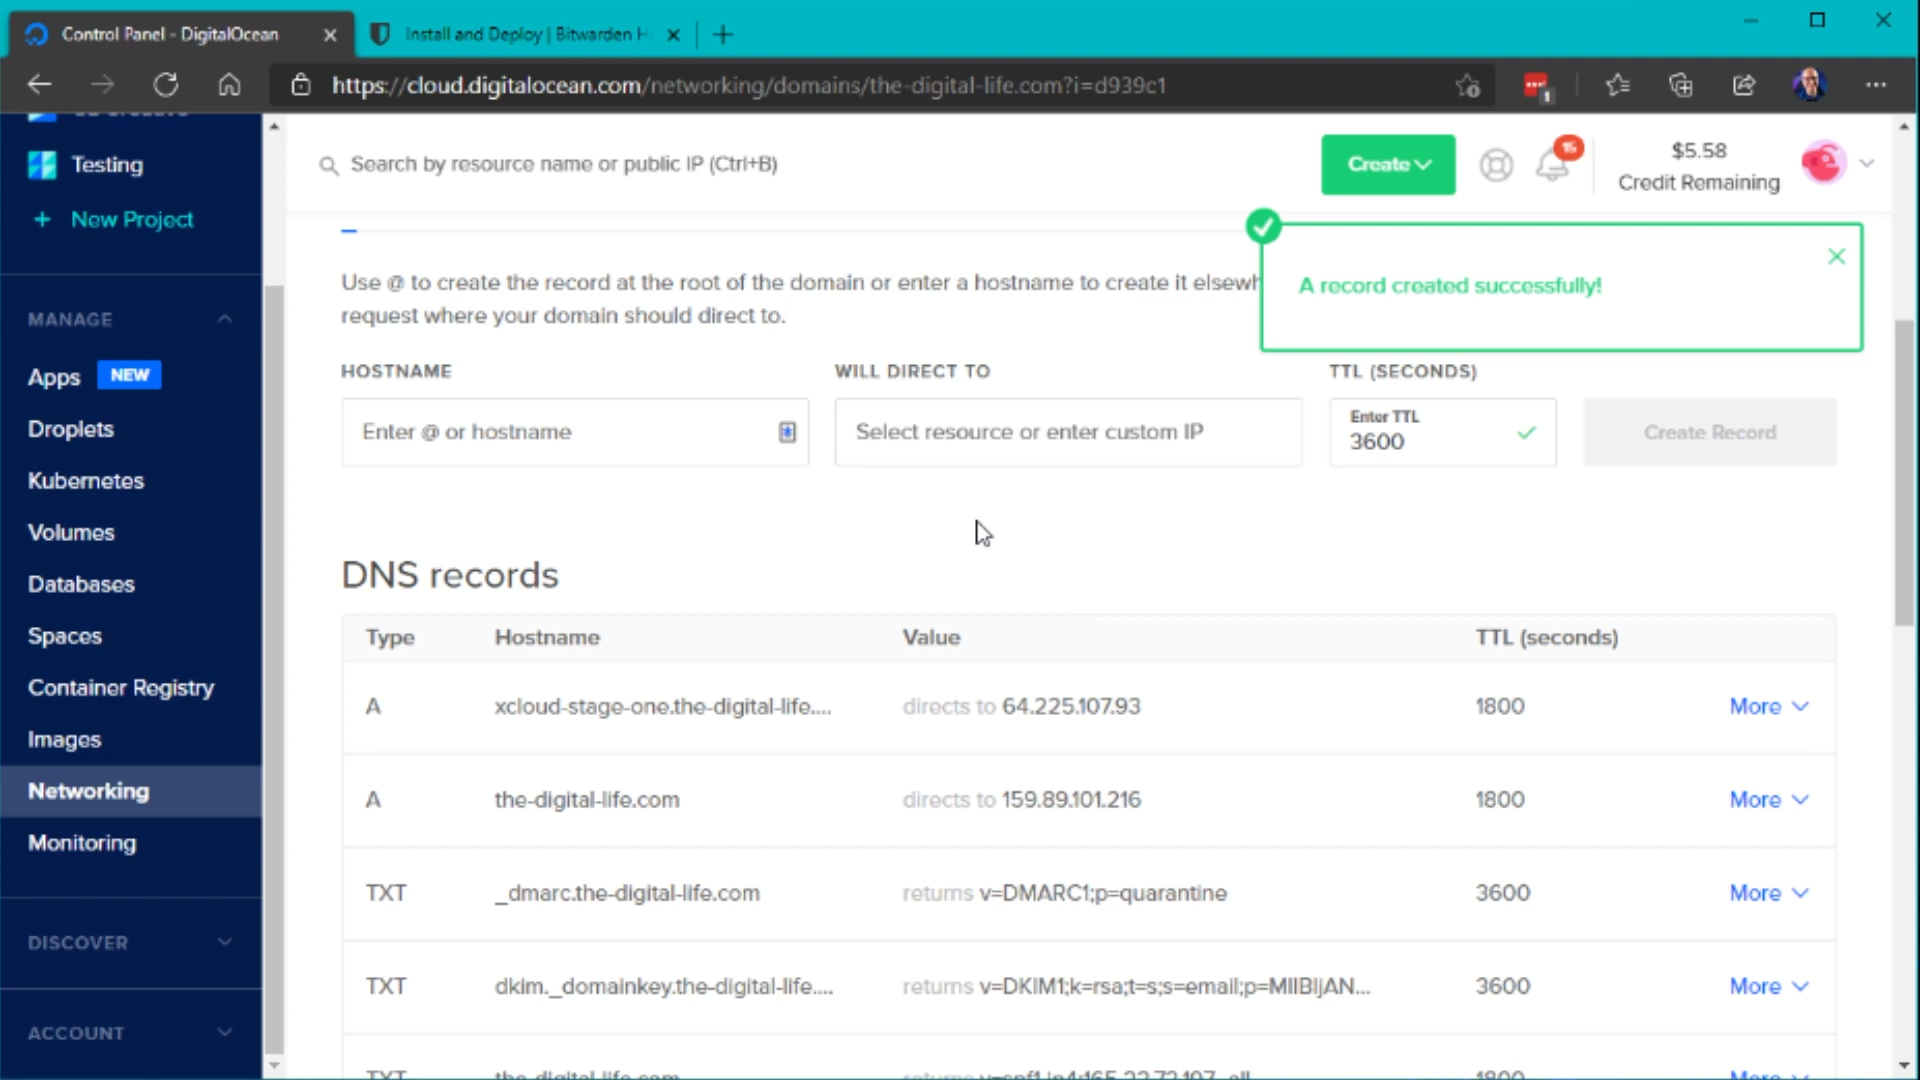 Control Panel - DigitalOcean
Install and Deploy | Bitwarden H
https://cloud.digitalocean.com/networking/domains/the-digital-life.com?i=d939c1
1
Testing
+ New Project
MANAGE
Apps NEW
Droplets
Kubernetes
Volumes
Databases
Spaces
Container Registry
Images
Networking
Monitoring
DISCOVER
ACCOUNT
Search by resource name or public IP (Ctrl+B)
Create
15
$5.58
Credit Remaining
A record created successfully!
Use @ to create the record at the root of the domain or enter a hostname to create it elsewh
request where your domain should direct to.
HOSTNAME
WILL DIRECT TO
TTL (SECONDS)
Enter @ or hostname
Select resource or enter custom IP
Enter TTL
3600
Create Record
DNS records
Type Hostname Value TTL (seconds)
A xcloud-stage-one.the-digital-life.... directs to 64.225.107.93 1800 More
A the-digital-life.com directs to 159.89.101.216 1800 More
TXT _dmarc.the-digital-life.com returns v=DMARC1;p=quarantine 3600 More
TXT dkim._domainkey.the-digital-life.... returns v=DKIM1;k=rsa;t=s;s=email;p=MIIBIjAN... 3600 More
TXT the-digital-life.com returns 1800 More